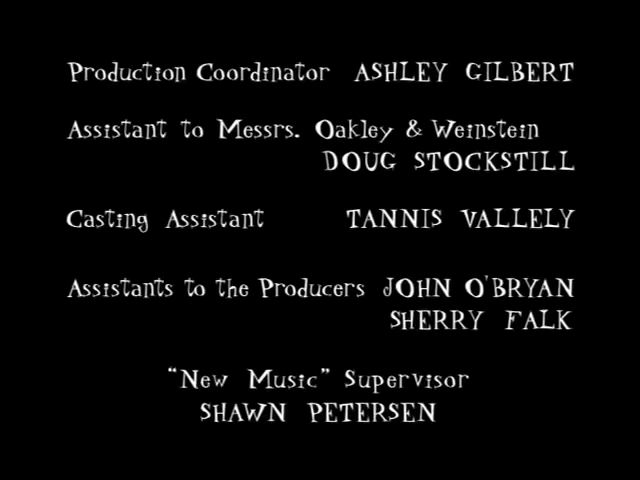 Production Coordinator ASHLEY GILBERT
Assistant to Messrs. Oakley & Weinstein
DOUG STOCKSTILL
Casting Assistant TANNIS VALLELY
Assistants to the Producers JOHN O'BRYAN
SHERRY FALK
"New Music" Supervisor
SHAWN PETERSEN